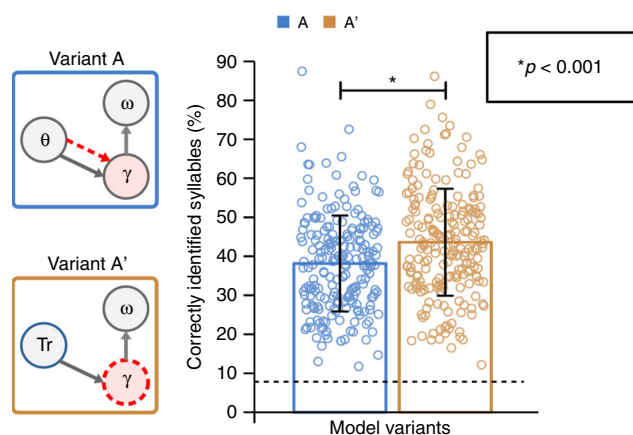 A A’
Variant A
ω
θ
γ
Variant A’
ω
Tr
γ
Correctly identified syllables (%)
90
80
70
60
50
40
30
20
10
0
*
*p < 0.001
Model variants